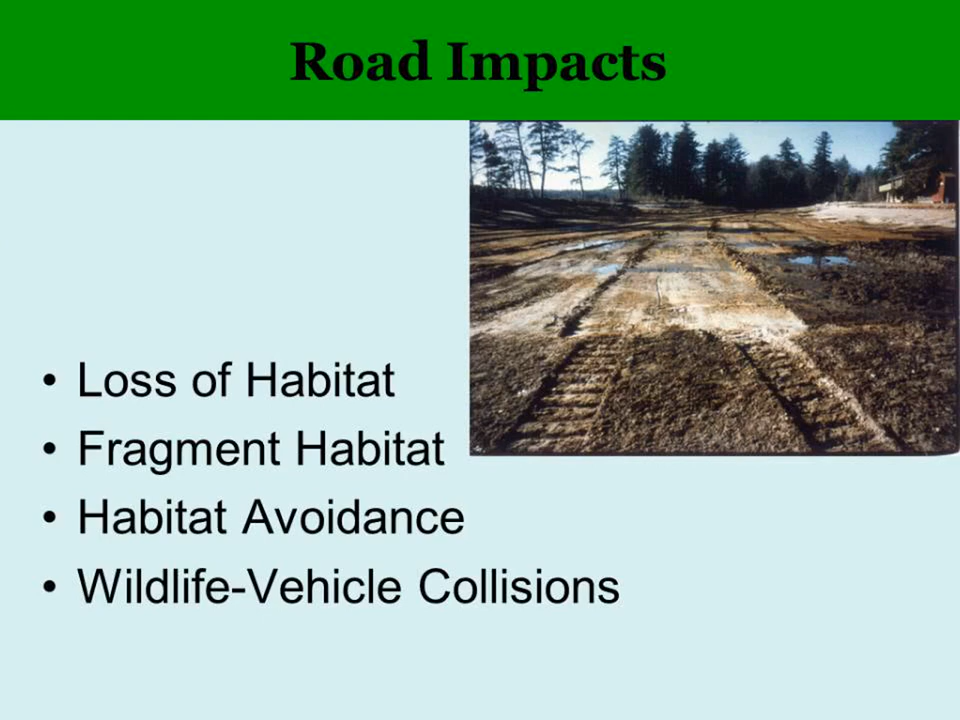 Road Impacts
• Loss of Habitat
• Fragment Habitat
• Habitat Avoidance
• Wildlife-Vehicle Collisions